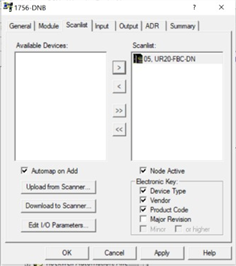 1756-DNB
General Module Scanlist Input Output ADR Summary
Available Devices:
Scanlist:
05, UR20-FBC-DN
>
<
>>
<<
Automap on Add
Node Active
Upload from Scanner...
Download to Scanner...
Edit I/O Parameters...
Electronic Key:
Device Type
Vendor
Product Code
Major Revision
Minor or higher
OK Cancel Apply Help